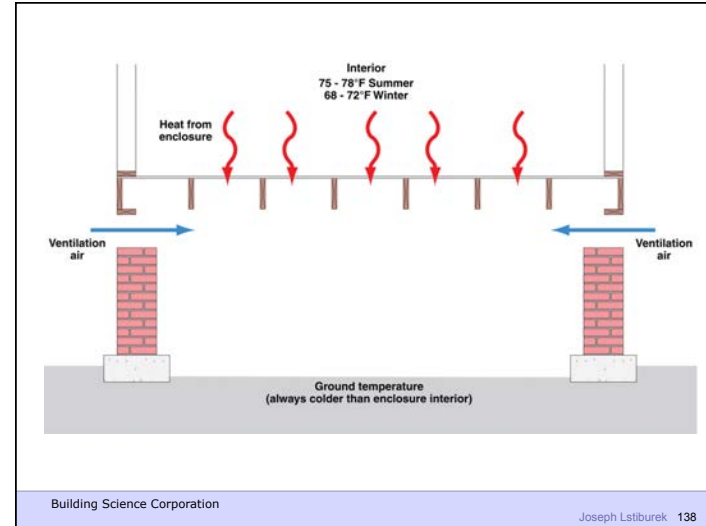 Interior
75 - 78°F Summer
68 - 72°F Winter
Heat from
enclosure
Ventilation
air
Ventilation
air
Ground temperature
(always colder than enclosure interior)
Building Science Corporation
Joseph Lstiburek 138